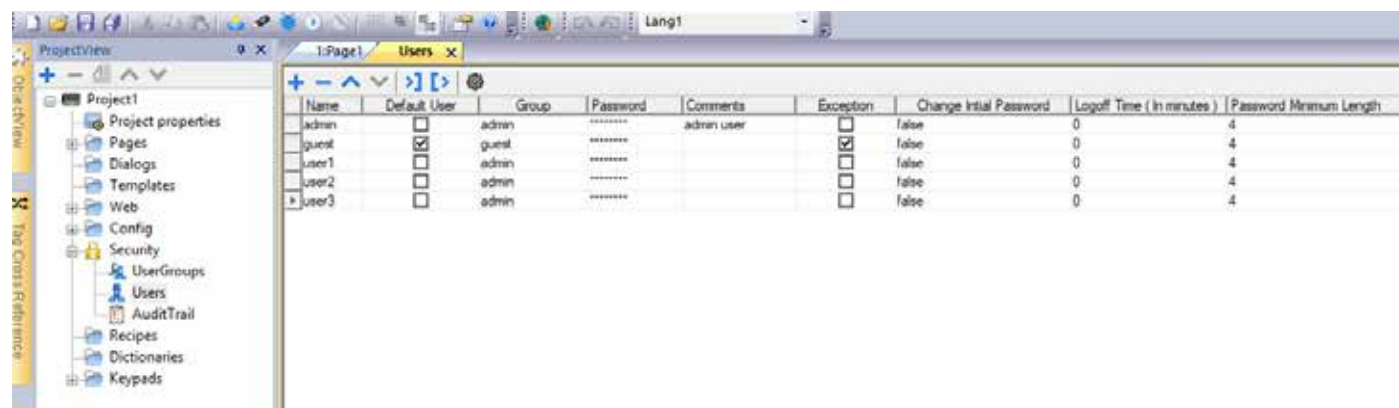 Lang1
ProjectView
1:Page1
Users
ObjectView
Tag Cross Reference
Project1
Project properties
Pages
Dialogs
Templates
Web
Config
Security
UserGroups
Users
AuditTrail
Recipes
Dictionaries
Keypads
Name Default User Group Password Comments Exception Change Intial Password Logoff Time ( In minutes ) Password Minimum Length
admin admin ******** admin user false 0 4
guest guest ******** false 0 4
user1 admin ******** false 0 4
user2 admin ******** false 0 4
user3 admin ******** false 0 4